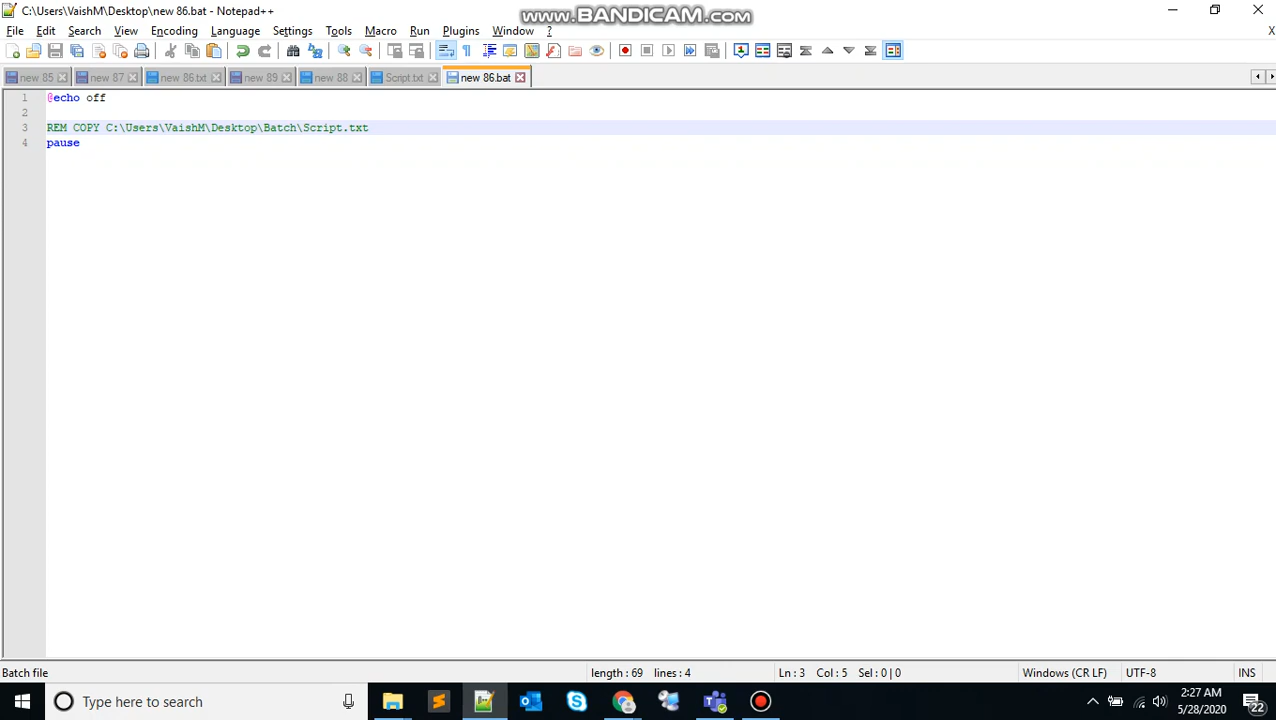 C:\Users\VaishM\Desktop\new 86.bat - Notepad++
www.BANDICAM.com
File Edit Search View Encoding Language Settings Tools Macro Run Plugins Window ?
X
new 85 new 87 new 86.txt new 89 new 88 Script.txt new 86.bat
1 @echo off
2
3 REM COPY C:\Users\VaishM\Desktop\Batch\Script.txt
4 pause
Batch file length : 69 lines : 4 Ln : 3 Col : 5 Sel : 0 | 0 Windows (CR LF) UTF-8 INS
Type here to search
2:27 AM
5/28/2020
22